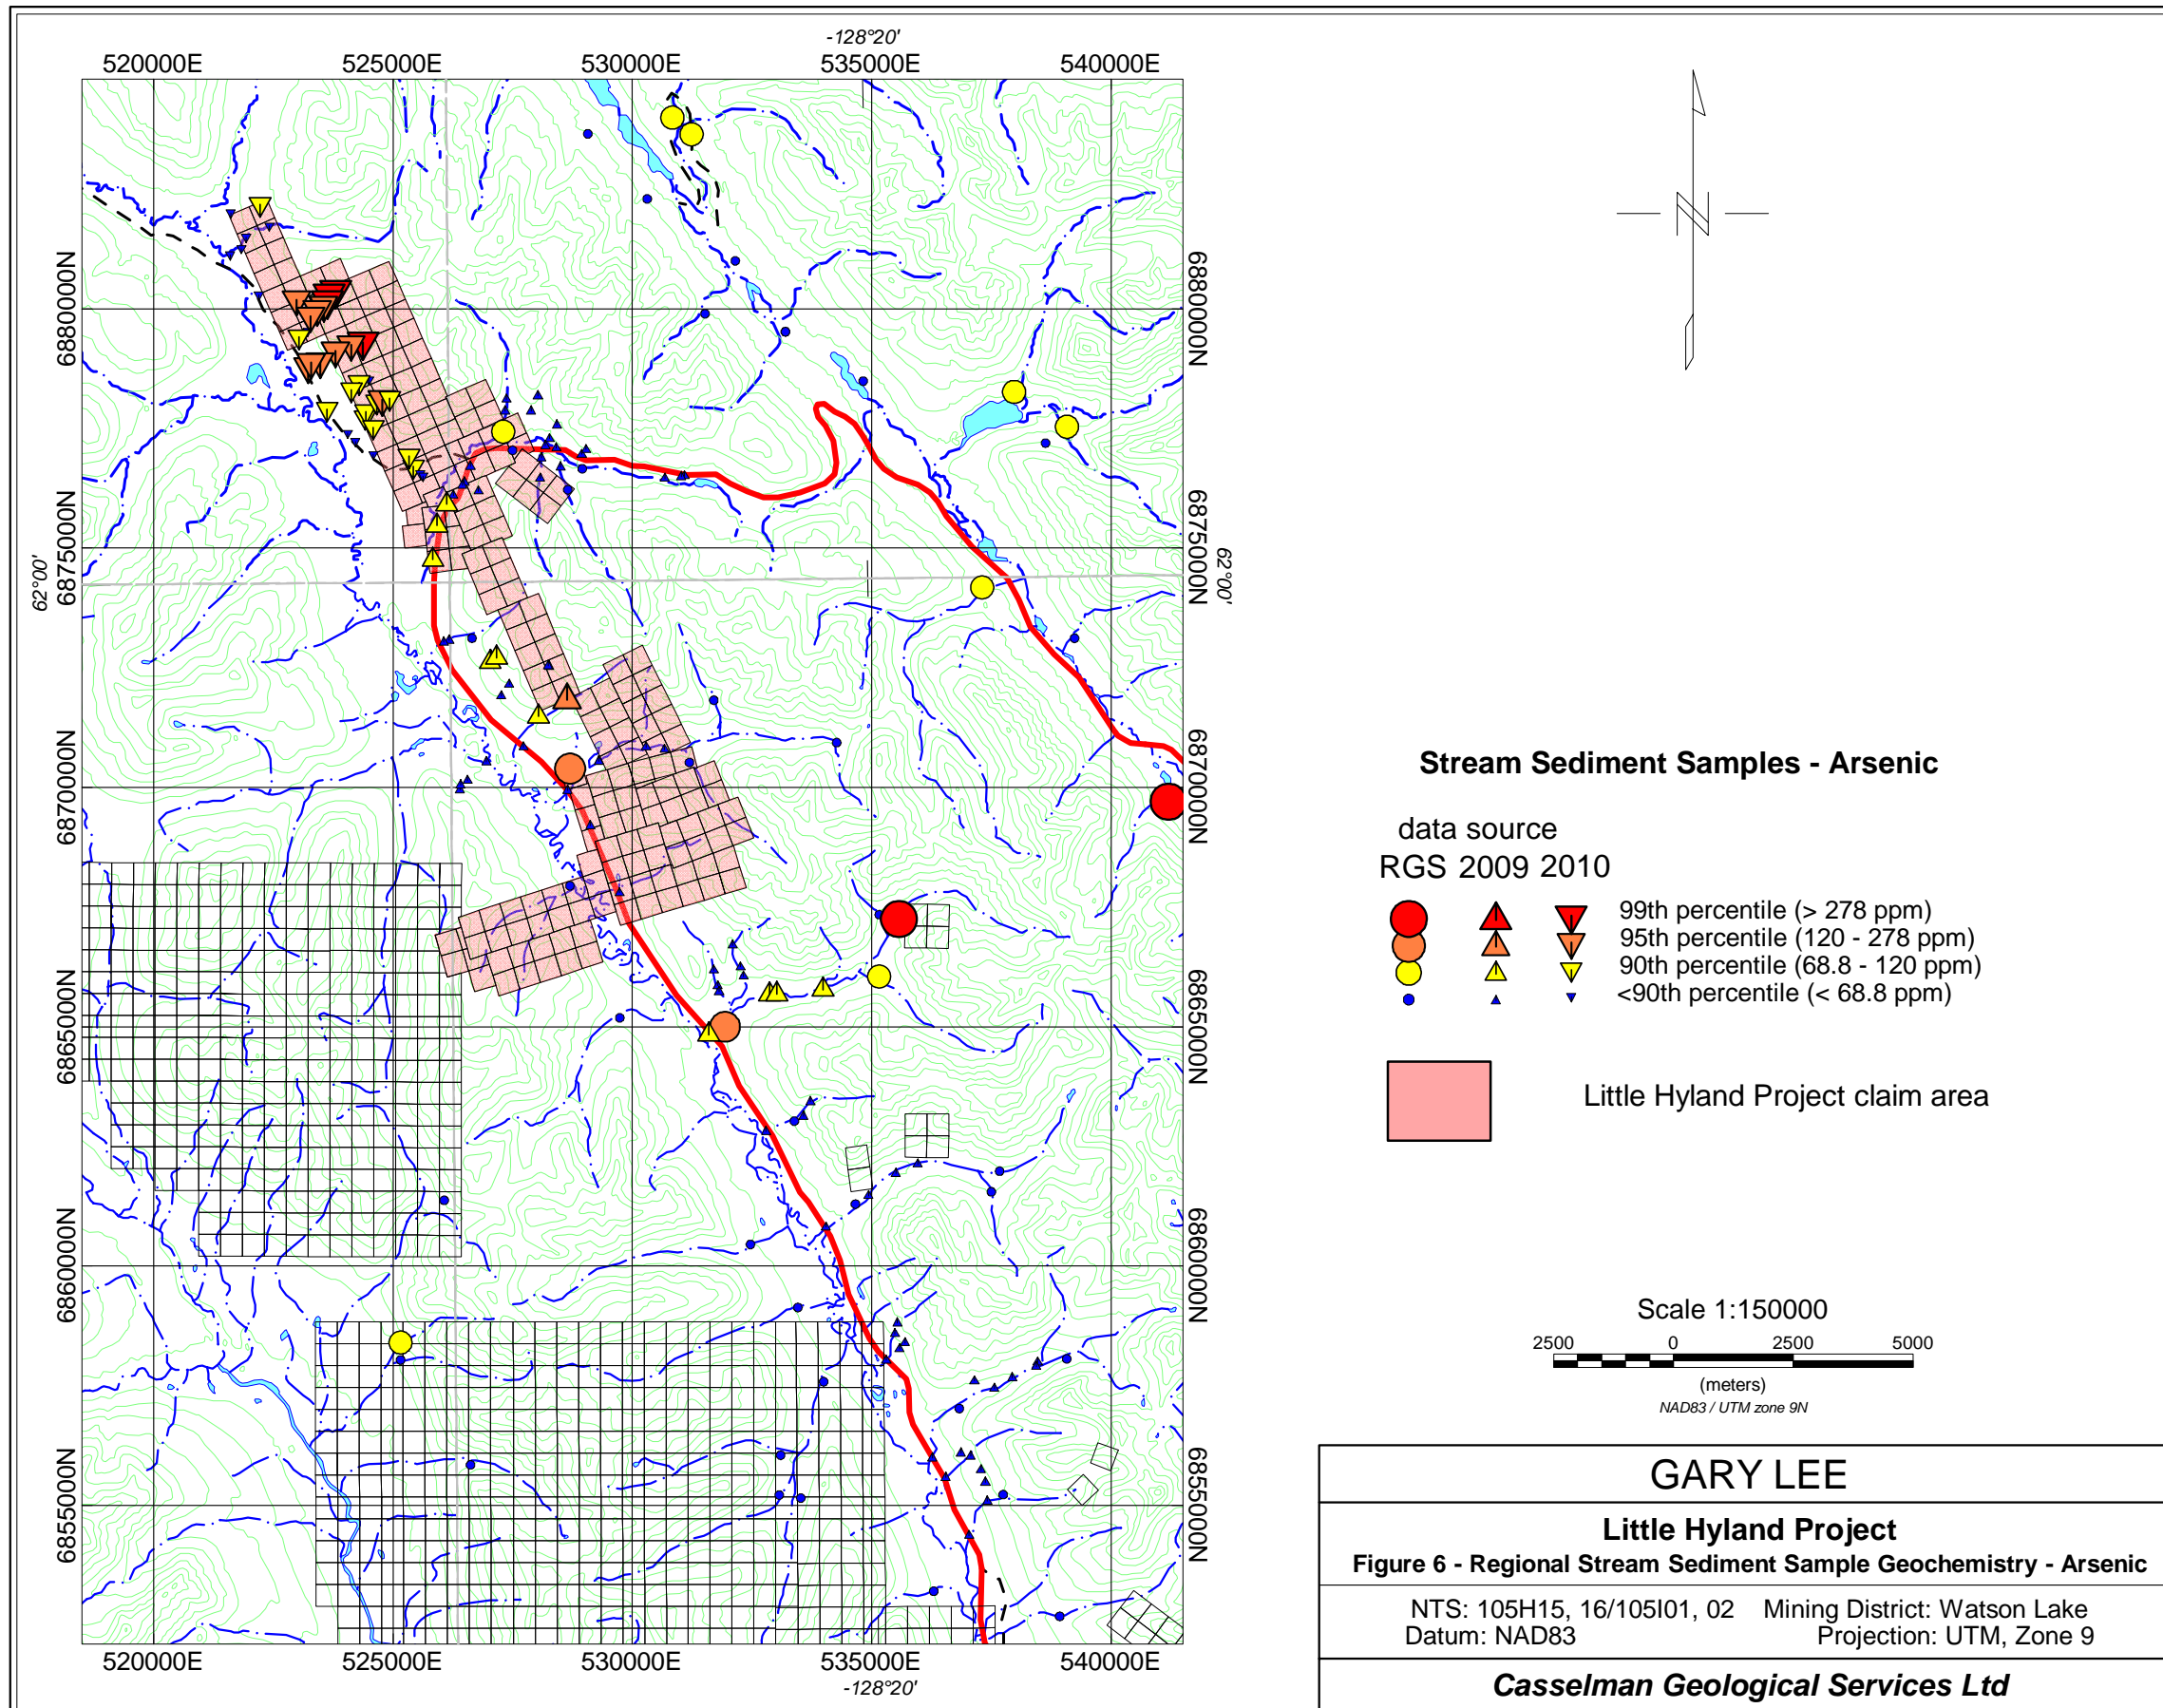 -128°20'
520000E 525000E 530000E 535000E 540000E
6880000N 6880000N
6875000N 6875000N
62°00' 62°00'
6870000N 6870000N
6865000N 6865000N
6860000N 6860000N
6855000N 6855000N
520000E 525000E 530000E 535000E 540000E
-128°20'
N
Stream Sediment Samples - Arsenic
data source
RGS 2009 2010
99th percentile (> 278 ppm)
95th percentile (120 - 278 ppm)
90th percentile (68.8 - 120 ppm)
<90th percentile (< 68.8 ppm)
Little Hyland Project claim area
Scale 1:150000
2500 0 2500 5000
(meters)
NAD83 / UTM zone 9N
GARY LEE
Little Hyland Project
Figure 6 - Regional Stream Sediment Sample Geochemistry - Arsenic
NTS: 105H15, 16/105I01, 02 Mining District: Watson Lake
Datum: NAD83 Projection: UTM, Zone 9
Casselman Geological Services Ltd